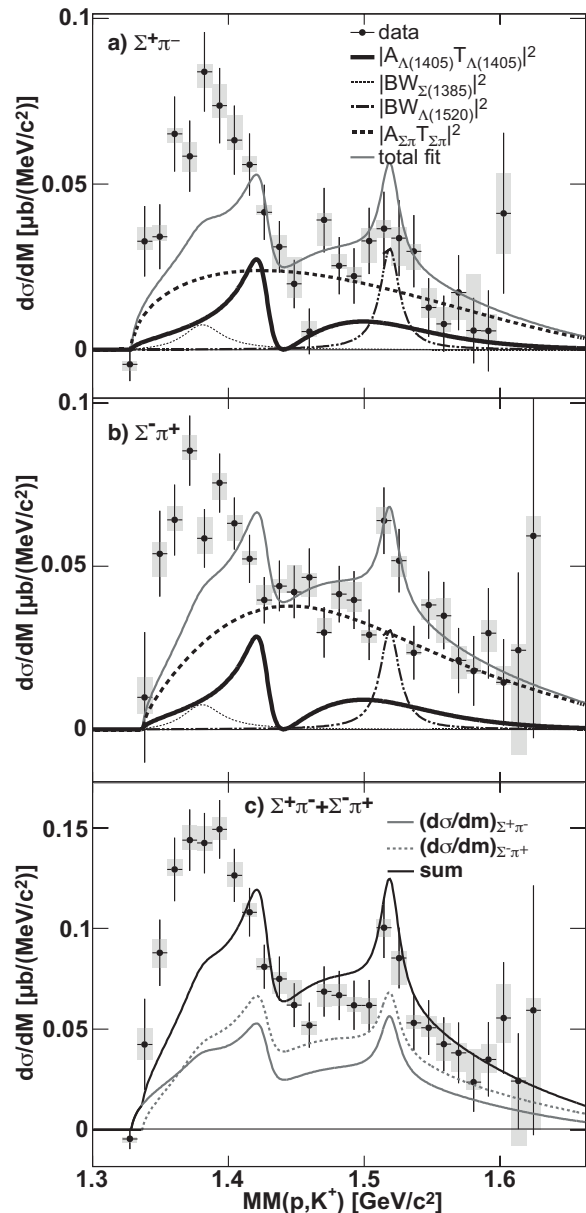 a) Σ⁺π⁻
data
|A_Λ(1405)T_Λ(1405)|²
|BW_Σ(1385)|²
|BW_Λ(1520)|²
|A_ΣπT_Σπ|²
total fit
0.1
0.05
0
dσ/dM [μb/(MeV/c²)]
b) Σ⁻π⁺
0.1
0.05
0
dσ/dM [μb/(MeV/c²)]
c) Σ⁺π⁻+Σ⁻π⁺
(dσ/dm)_Σ⁺π⁻
(dσ/dm)_Σ⁻π⁺
sum
0.15
0.1
0.05
0
dσ/dM [μb/(MeV/c²)]
1.3 1.4 1.5 1.6
MM(p,K⁺) [GeV/c²]